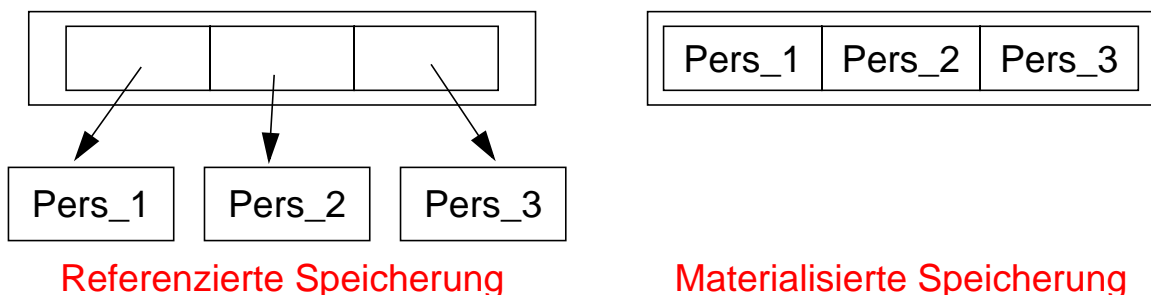 Pers_1 Pers_2 Pers_3
Pers_1 Pers_2 Pers_3
Referenzierte Speicherung
Materialisierte Speicherung